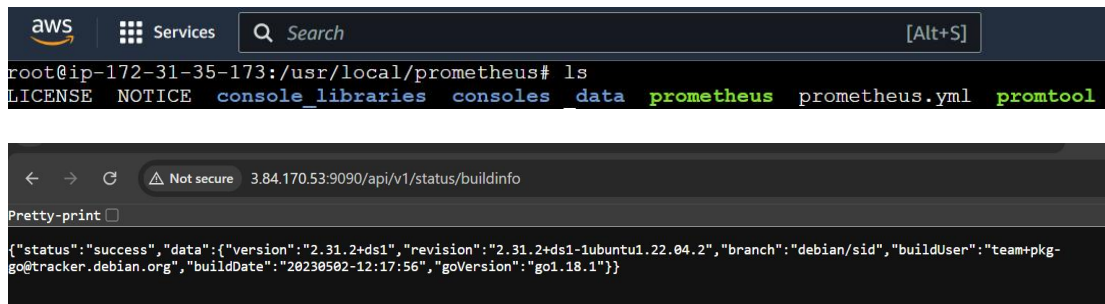 aws Services Search [Alt+S]
root@ip-172-31-35-173:/usr/local/prometheus# ls
LICENSE NOTICE console_libraries consoles data prometheus prometheus.yml promtool
Not secure 3.84.170.53:9090/api/v1/status/buildinfo
Pretty-print
{"status":"success","data":{"version":"2.31.2+ds1","revision":"2.31.2+ds1-1ubuntu1.22.04.2","branch":"debian/sid","buildUser":"team+pkg-
go@tracker.debian.org","buildDate":"20230502-12:17:56","goVersion":"go1.18.1"}}